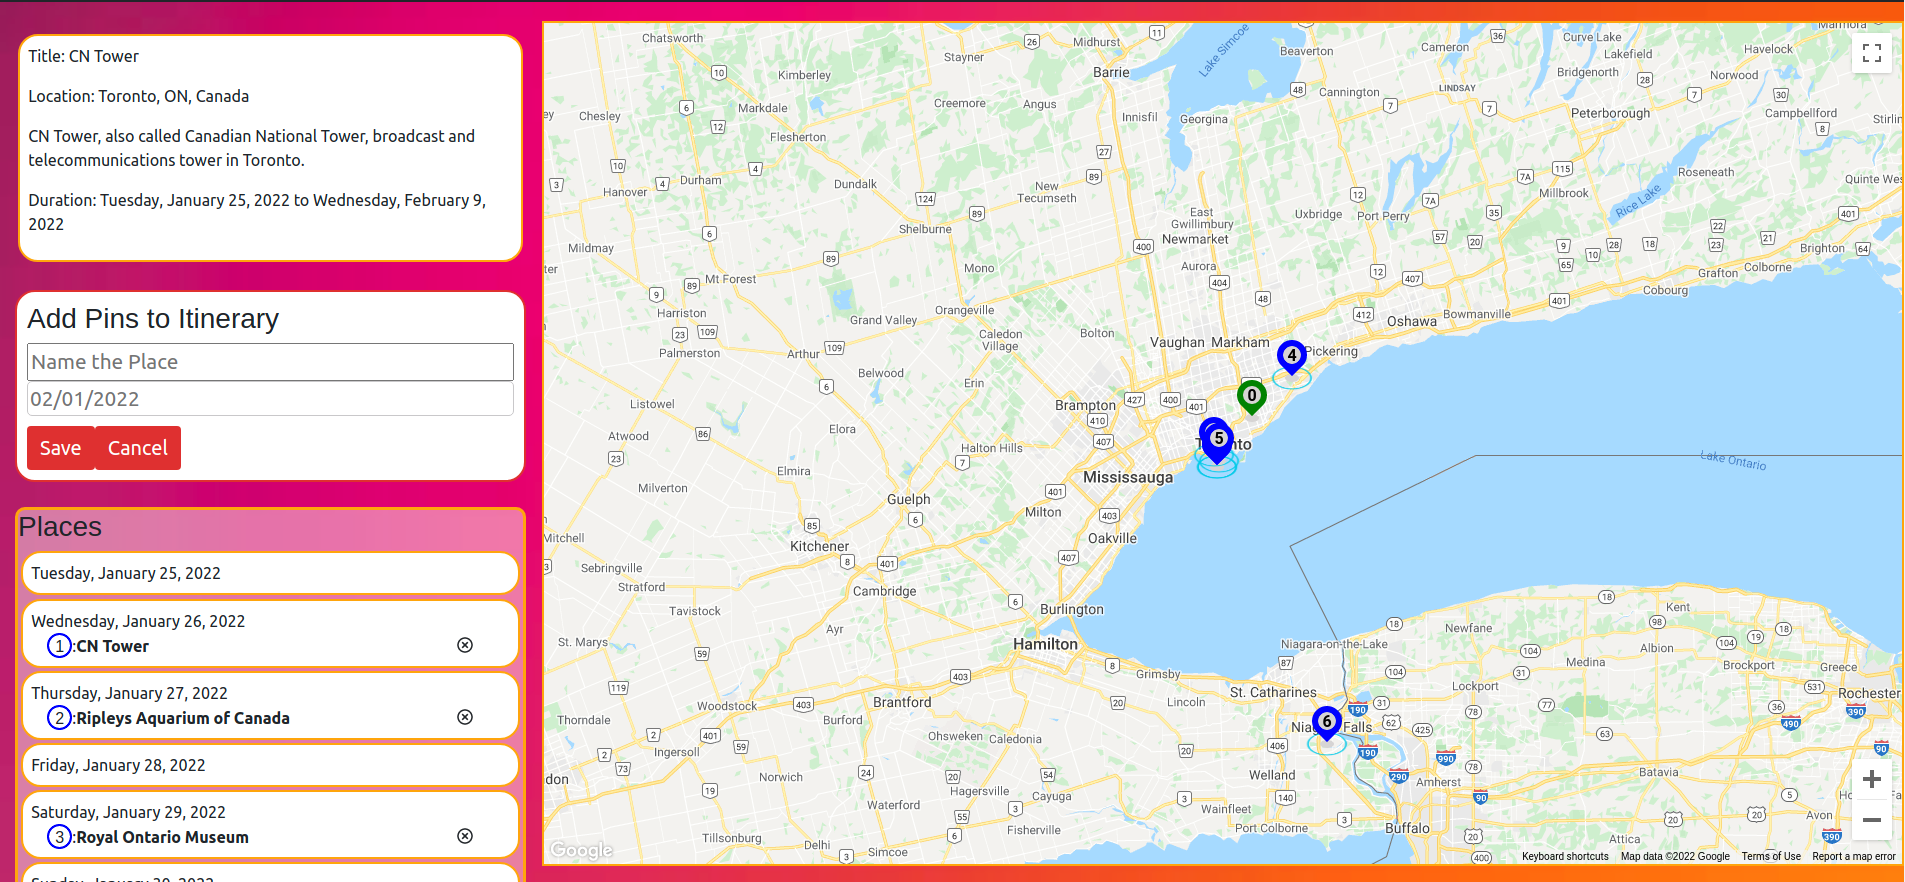 Title: CN Tower
Location: Toronto, ON, Canada
CN Tower, also called Canadian National Tower, broadcast and
telecommunications tower in Toronto.
Duration: Tuesday, January 25, 2022 to Wednesday, February 9,
2022
Add Pins to Itinerary
Name the Place
02/01/2022
Save
Cancel
Places
Tuesday, January 25, 2022
Wednesday, January 26, 2022
1:CN Tower
Thursday, January 27, 2022
2:Ripleys Aquarium of Canada
Friday, January 28, 2022
Saturday, January 29, 2022
3:Royal Ontario Museum
Chatsworth
Stayner
Midhurst
Barrie
Lake Simcoe
Beaverton
Cameron
Curve Lake
Lakefield
Bridgenorth
Havelock
Norwood
Marmora
Kimberley
Markdale
Creemore
Angus
Innisfil
Georgina
Cannington
LINDSAY
Peterborough
Campbellford
Chesley
Flesherton
Hanover
Durham
Dundalk
New
Tecumseth
East
Gwillimbury
Newmarket
Uxbridge
Port Perry
Millbrook
Roseneath
Rice Lake
Quinte
Mildmay
Shelburne
Mono
Aurora
Brighton
Colborne
Grafton
Cobourg
Mt Forest
Harriston
Grand Valley
Orangeville
Caledon
Village
Bolton
Vaughan
Markham
Pickering
Oshawa
Bowmanville
Palmerston
Arthur
Belwood
Erin
Brampton
Listowel
Atwood
Elora
Halton Hills
Mississauga
Lake Ontario
Elmira
Milverton
Guelph
Milton
Oakville
Mitchell
Kitchener
Sebringville
Stratford
Cambridge
Tavistock
Burlington
St. Marys
Ayr
Hamilton
Grimsby
Niagara-on-the-Lake
St. Catharines
Newfane
Kent
Medina
Albion
Brockport
Greece
Rochester
Lockport
Thorndale
Woodstock
Brantford
Burford
Lincoln
Ingersoll
Ohsweken
Caledonia
Norwich
Hagersville
Cayuga
Welland
Amherst
Batavia
Waterford
Wainfleet
Fisherville
Port Colborne
Buffalo
Attica
Avon
Tillsonburg
Delhi
Simcoe
4
0
5
6
Google
Keyboard shortcuts
Map data ©2022 Google
Terms of Use
Report a map error